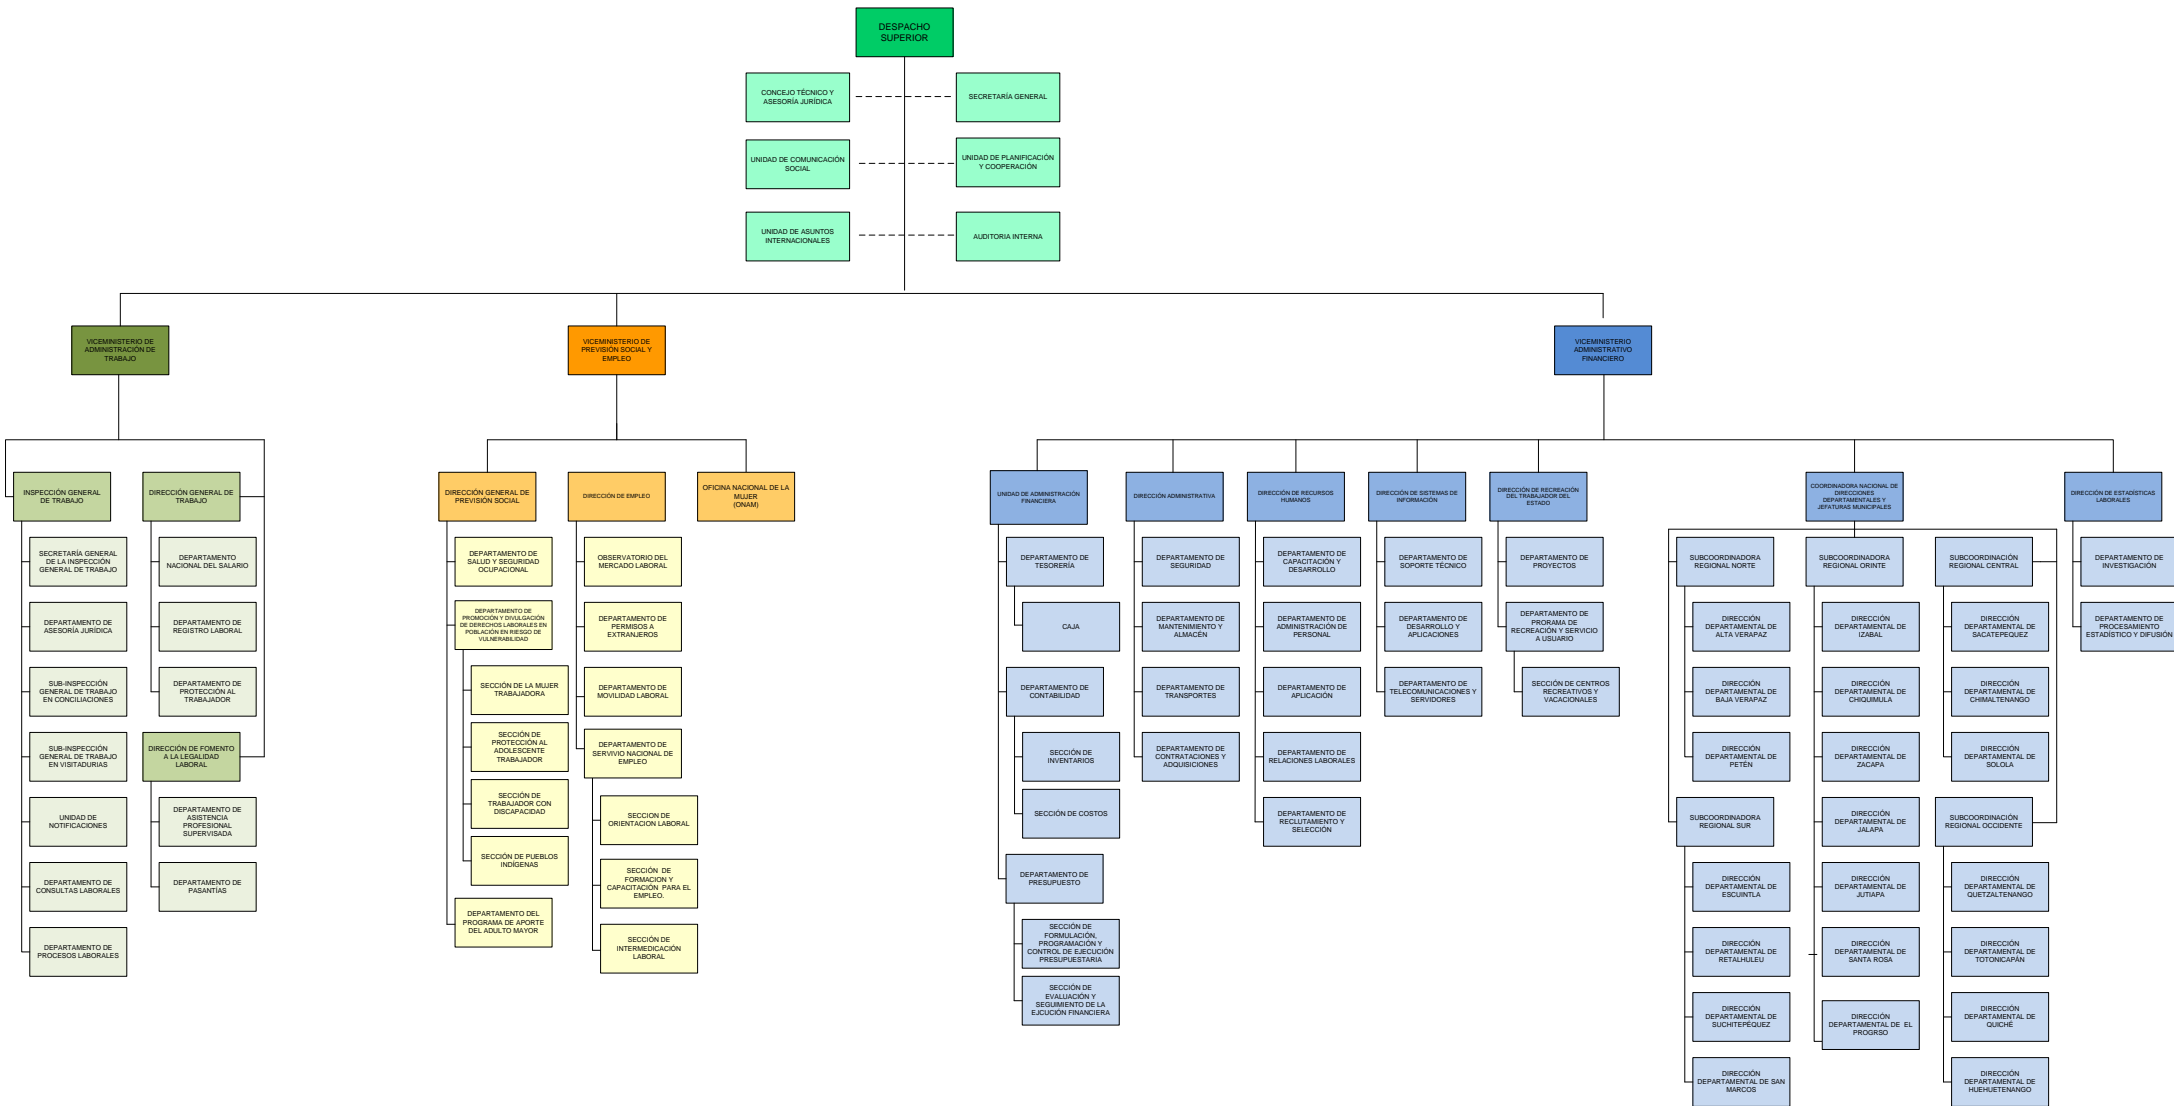 DESPACHO
SUPERIOR
CONCEJO TÉCNICO Y
ASESORÍA JURÍDICA
SECRETARÍA GENERAL
UNIDAD DE COMUNICACIÓN
SOCIAL
UNIDAD DE PLANIFICACIÓN
Y COOPERACIÓN
UNIDAD DE ASUNTOS
INTERNACIONALES
AUDITORIA INTERNA
VICEMINISTERIO DE
ADMINISTRACIÓN DE
TRABAJO
VICEMINISTERIO DE
PREVISIÓN SOCIAL Y
EMPLEO
VICEMINISTERIO
ADMINISTRATIVO
FINANCIERO
INSPECCIÓN GENERAL
DE TRABAJO
SECRETARÍA GENERAL
DE LA INSPECCIÓN
GENERAL DE TRABAJO
DEPARTAMENTO DE
ASESORÍA JURÍDICA
SUB-INSPECCIÓN
GENERAL DE TRABAJO
EN CONCILIACIONES
SUB-INSPECCIÓN
GENERAL DE TRABAJO
EN VISITADURIAS
UNIDAD DE
NOTIFICACIONES
DEPARTAMENTO DE
CONSULTAS LABORALES
DEPARTAMENTO DE
PROCESOS LABORALES
DIRECCIÓN GENERAL DE
TRABAJO
DEPARTAMENTO
NACIONAL DEL SALARIO
DEPARTAMENTO DE
REGISTRO LABORAL
DEPARTAMENTO DE
PROTECCIÓN AL
TRABAJADOR
DIRECCIÓN DE FOMENTO
A LA LEGALIDAD
LABORAL
DEPARTAMENTO DE
ASISTENCIA
PROFESIONAL
SUPERVISADA
DEPARTAMENTO DE
PASANTÍAS
DIRECCIÓN GENERAL DE
PREVISIÓN SOCIAL
DEPARTAMENTO DE
SALUD Y SEGURIDAD
OCUPACIONAL
DEPARTAMENTO DE
PROMOCIÓN Y DIVULGACIÓN
DE DERECHOS LABORALES EN
POBLACIÓN EN RIESGO DE
VULNERABILIDAD
SECCIÓN DE LA MUJER
TRABAJADORA
SECCIÓN DE
PROTECCIÓN AL
ADOLESCENTE
TRABAJADOR
SECCIÓN DE
TRABAJADOR CON
DISCAPACIDAD
SECCIÓN DE PUEBLOS
INDÍGENAS
DEPARTAMENTO DEL
PROGRAMA DE APORTE
DEL ADULTO MAYOR
DIRECCIÓN DE EMPLEO
OBSERVATORIO DEL
MERCADO LABORAL
DEPARTAMENTO DE
PERMISOS A
EXTRANJEROS
DEPARTAMENTO DE
MOVILIDAD LABORAL
DEPARTAMENTO DE
SERVIVIO NACIONAL DE
EMPLEO
SECCION DE
ORIENTACION LABORAL
SECCIÓN DE
FORMACION Y
CAPACITACIÓN PARA EL
EMPLEO.
SECCIÓN DE
INTERMEDICACIÓN
LABORAL
OFICINA NACIONAL DE LA
MUJER
(ONAM)
UNIDAD DE ADMINISTRACIÓN
FINANCIERA
DEPARTAMENTO DE
TESORERÍA
CAJA
DEPARTAMENTO DE
CONTABILIDAD
SECCIÓN DE
INVENTARIOS
SECCIÓN DE COSTOS
DEPARTAMENTO DE
PRESUPUESTO
SECCIÓN DE
FORMULACIÓN,
PROGRAMACIÓN Y
CONTROL DE EJECUCIÓN
PRESUPUESTARIA
SECCIÓN DE
EVALUACIÓN Y
SEGUIMIENTO DE LA
EJCUCIÓN FINANCIERA
DIRECCIÓN ADMINISTRATIVA
DEPARTAMENTO DE
SEGURIDAD
DEPARTAMENTO DE
MANTENIMIENTO Y
ALMACÉN
DEPARTAMENTO DE
TRANSPORTES
DEPARTAMENTO DE
CONTRATACIONES Y
ADQUISICIONES
DIRECCIÓN DE RECURSOS
HUMANOS
DEPARTAMENTO DE
CAPACITACIÓN Y
DESARROLLO
DEPARTAMENTO DE
ADMINISTRACIÓN DE
PERSONAL
DEPARTAMENTO DE
APLICACIÓN
DEPARTAMENTO DE
RELACIONES LABORALES
DEPARTAMENTO DE
RECLUTAMIENTO Y
SELECCIÓN
DIRECCIÓN DE SISTEMAS DE
INFORMACIÓN
DEPARTAMENTO DE
SOPORTE TÉCNICO
DEPARTAMENTO DE
DESARROLLO Y
APLICACIONES
DEPARTAMENTO DE
TELECOMUNICACIONES Y
SERVIDORES
DIRECCIÓN DE RECREACIÓN
DEL TRABAJADOR DEL
ESTADO
DEPARTAMENTO DE
PROYECTOS
DEPARTAMENTO DE
PRORAMA DE
RECREACIÓN Y SERVICIO
A USUARIO
SECCIÓN DE CENTROS
RECREATIVOS Y
VACACIONALES
COORDINADORA NACIONAL DE
DIRECCIONES
DEPARTAMENTALES Y
JEFATURAS MUNICIPALES
SUBCOORDINADORA
REGIONAL NORTE
DIRECCIÓN
DEPARTAMENTAL DE
ALTA VERAPAZ
DIRECCIÓN
DEPARTAMENTAL DE
BAJA VERAPAZ
DIRECCIÓN
DEPARTAMENTAL DE
PETÉN
SUBCOORDINADORA
REGIONAL SUR
DIRECCIÓN
DEPARTAMENTAL DE
ESCUINTLA
DIRECCIÓN
DEPARTAMENTAL DE
RETALHULEU
DIRECCIÓN
DEPARTAMENTAL DE
SUCHITEPÉQUEZ
DIRECCIÓN
DEPARTAMENTAL DE SAN
MARCOS
SUBCOORDINADORA
REGIONAL ORINTE
DIRECCIÓN
DEPARTAMENTAL DE
IZABAL
DIRECCIÓN
DEPARTAMENTAL DE
CHIQUIMULA
DIRECCIÓN
DEPARTAMENTAL DE
ZACAPA
DIRECCIÓN
DEPARTAMENTAL DE
JALAPA
DIRECCIÓN
DEPARTAMENTAL DE
JUTIAPA
DIRECCIÓN
DEPARTAMENTAL DE
SANTA ROSA
DIRECCIÓN
DEPARTAMENTAL DE EL
PROGRSO
SUBCOORDINACIÓN
REGIONAL CENTRAL
DIRECCIÓN
DEPARTAMENTAL DE
SACATEPEQUEZ
DIRECCIÓN
DEPARTAMENTAL DE
CHIMALTENANGO
DIRECCIÓN
DEPARTAMENTAL DE
SOLOLA
SUBCOORDINACIÓN
REGIONAL OCCIDENTE
DIRECCIÓN
DEPARTAMENTAL DE
QUETZALTENANGO
DIRECCIÓN
DEPARTAMENTAL DE
TOTONICAPÁN
DIRECCIÓN
DEPARTAMENTAL DE
QUICHÉ
DIRECCIÓN
DEPARTAMENTAL DE
HUEHUETENANGO
DIRECCIÓN DE ESTADÍSTICAS
LABORALES
DEPARTAMENTO DE
INVESTIGACIÓN
DEPARTAMENTO DE
PROCESAMIENTO
ESTADÍSTICO Y DIFUSIÓN